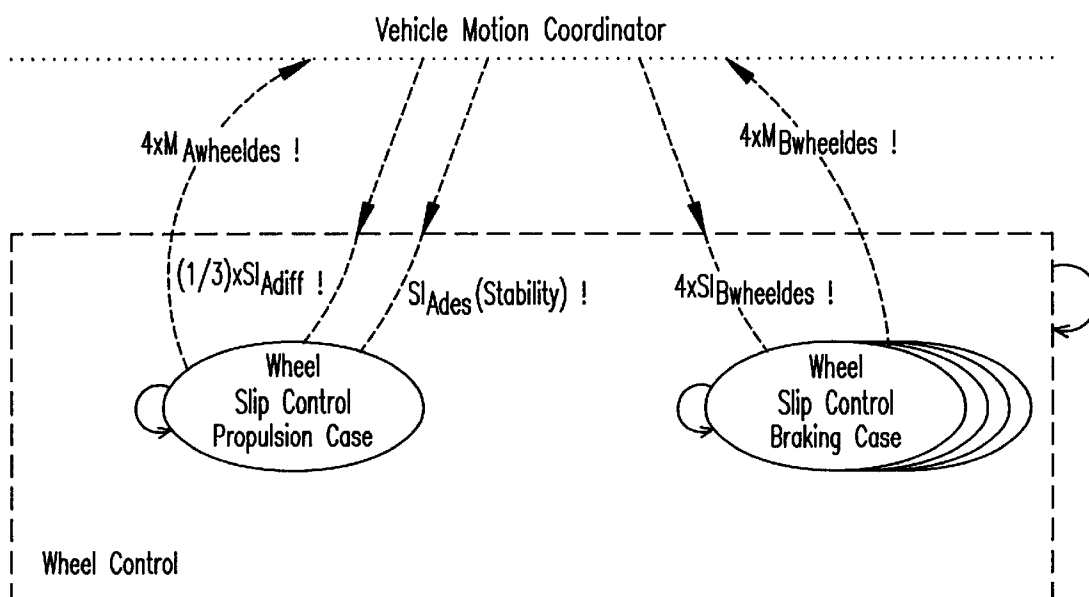 Vehicle Motion Coordinator
4xM Awheeldes !
4xM Bwheeldes !
(1/3)xSl Adiff !
Sl Ades (Stability) !
4xSl Bwheeldes !
Wheel
Slip Control
Propulsion Case
Wheel
Slip Control
Braking Case
Wheel Control